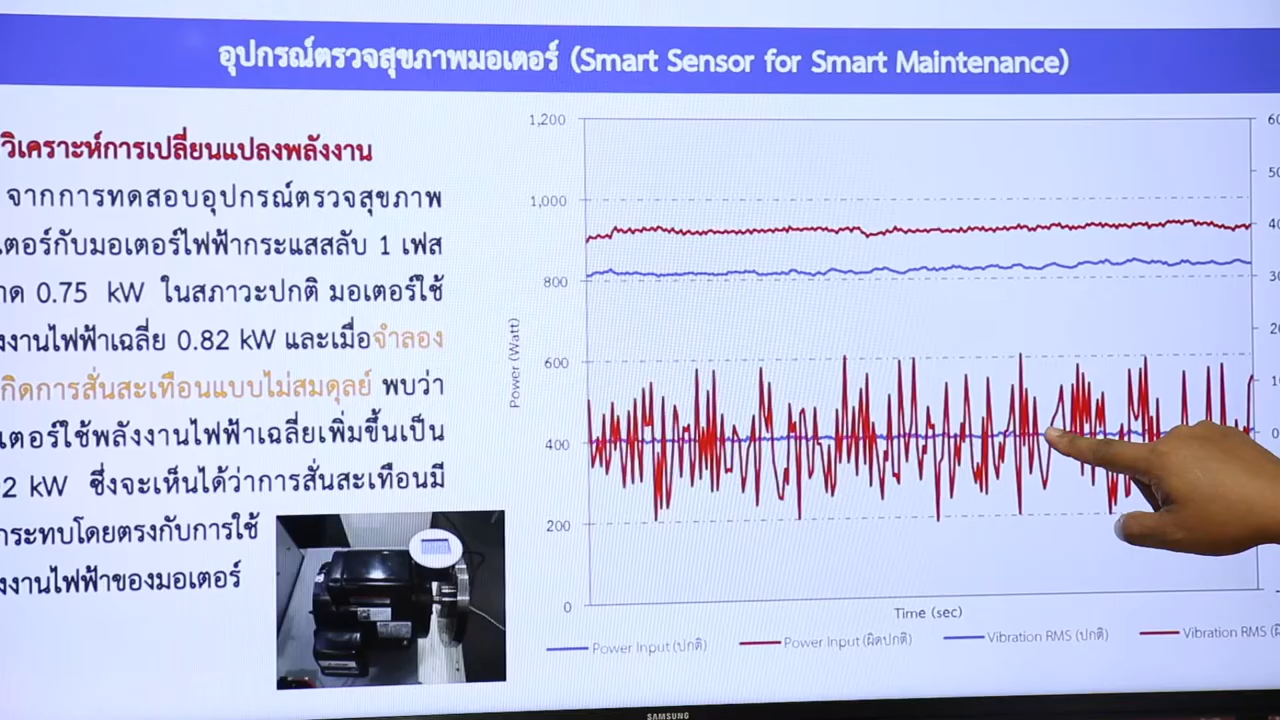 อุปกรณ์ตรวจสุขภาพมอเตอร์ (Smart Sensor for Smart Maintenance)
วิเคราะห์การเปลี่ยนแปลงพลังงาน
จากการทดสอบอุปกรณ์ตรวจสุขภาพ
เตอร์กับมอเตอร์ไฟฟ้ากระแสสลับ 1 เฟส
าด 0.75 kW ในสภาวะปกติ มอเตอร์ใช้
งงานไฟฟ้าเฉลี่ย 0.82 kW และเมื่อจำลอง
กิดการสั่นสะเทือนแบบไม่สมดุลย์ พบว่า
เตอร์ใช้พลังงานไฟฟ้าเฉลี่ยเพิ่มขึ้นเป็น
2 kW ซึ่งจะเห็นได้ว่าการสั่นสะเทือนมี
กระทบโดยตรงกับการใช้
งงานไฟฟ้าของมอเตอร์
1,200
1,000
800
600
400
200
0
Power (Watt)
Time (sec)
Power Input (ปกติ)
Power Input (ผิดปกติ)
Vibration RMS (ปกติ)
Vibration RMS
SAMSUNG